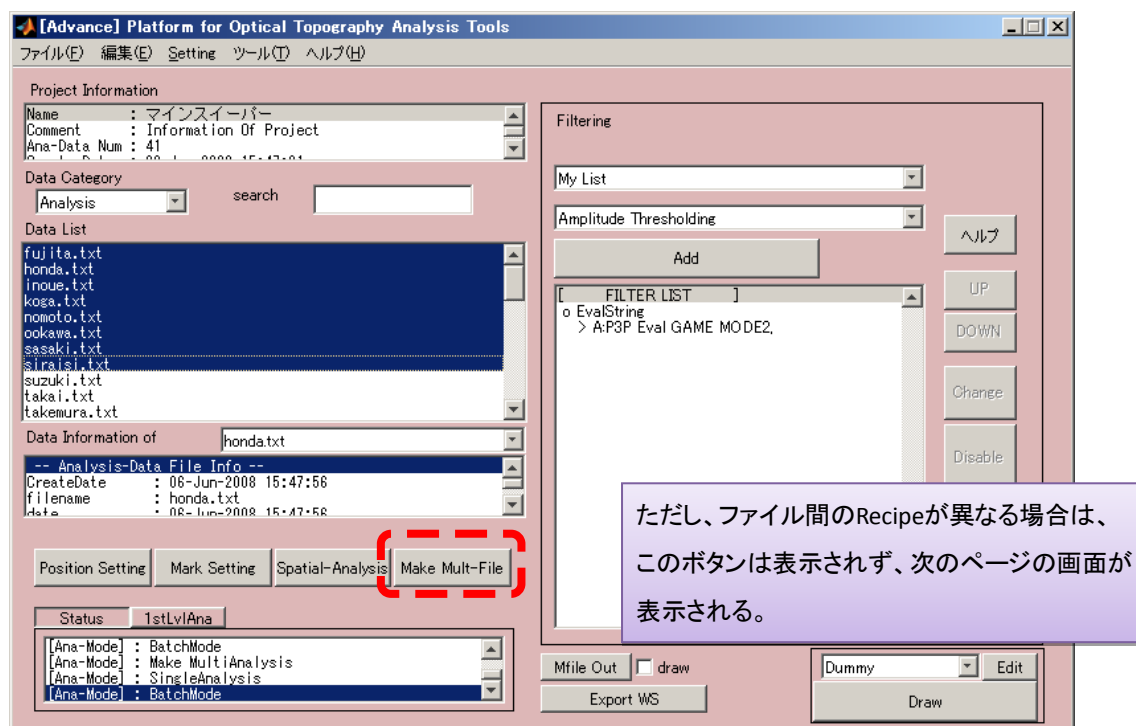 [Advance] Platform for Optical Topography Analysis Tools
ファイル(F) 編集(E) Setting ツール(T) ヘルプ(H)
Project Information
Name : マインスイーパー
Comment : Information Of Project
Ana-Data Num : 41
Data Category
Analysis
search
Data List
fujita.txt
honda.txt
inoue.txt
koga.txt
nomoto.txt
ookawa.txt
sasaki.txt
siraisi.txt
suzuki.txt
takai.txt
takemura.txt
Data Information of honda.txt
-- Analysis-Data File Info --
CreateDate : 06-Jun-2008 15:47:56
filename : honda.txt
date : 06-Jun-2008 15:47:56
Position Setting Mark Setting Spatial-Analysis Make Mult-File
Status 1stLvlAna
[Ana-Mode] : BatchMode
[Ana-Mode] : Make MultiAnalysis
[Ana-Mode] : SingleAnalysis
[Ana-Mode] : BatchMode
Filtering
My List
Amplitude Thresholding
Add
[ FILTER LIST ]
o EvalString
> A:P3P Eval GAME MODE2,
ヘルプ
UP
DOWN
Change
Disable
ただし、ファイル間のRecipeが異なる場合は、
このボタンは表示されず、次のページの画面が
表示される。
Mfile Out draw
Export WS
Dummy Edit
Draw